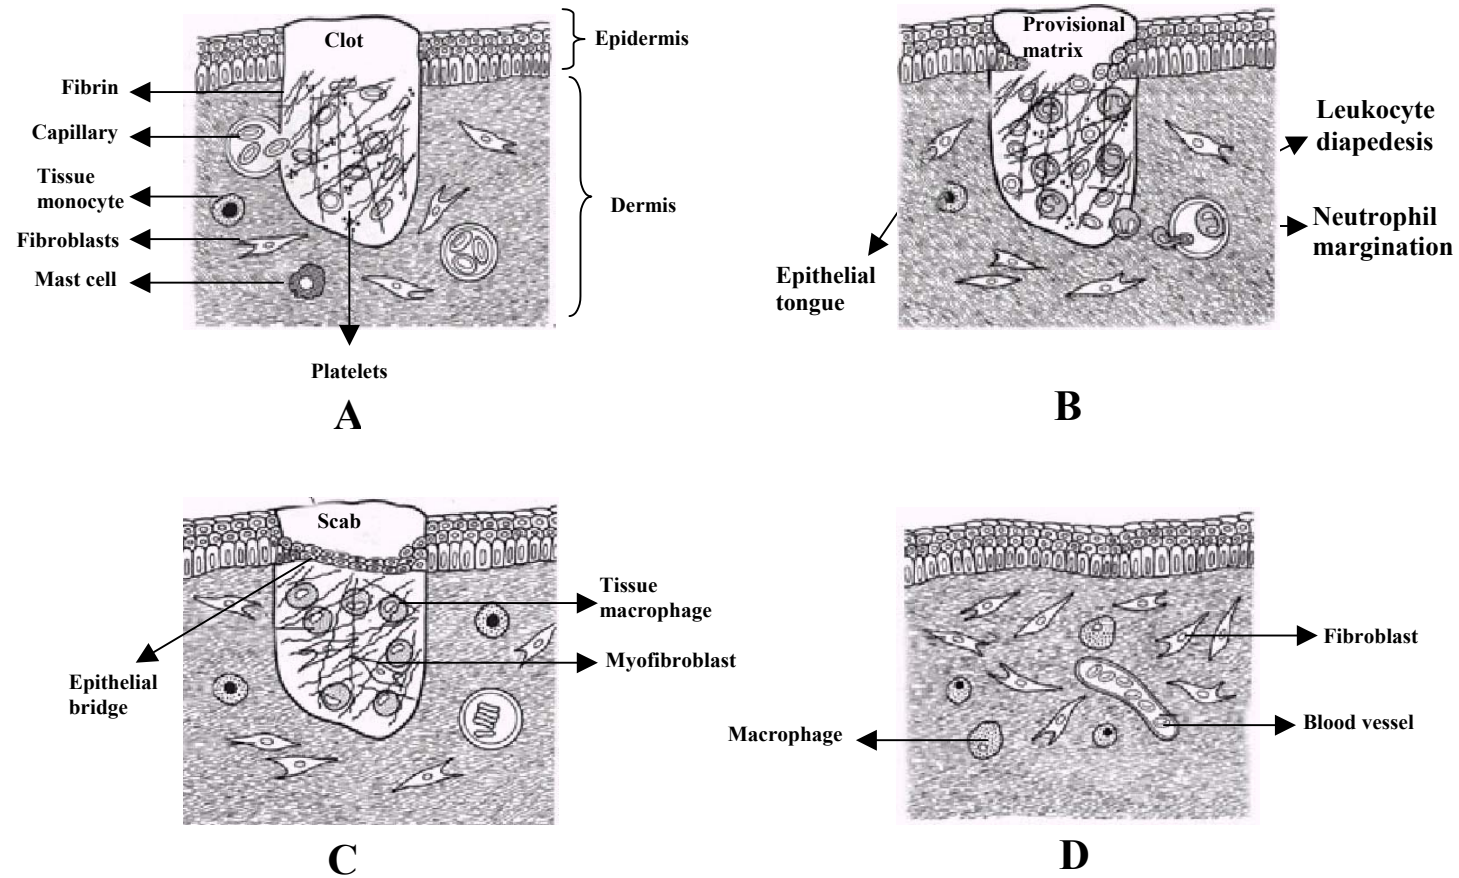 Clot
Epidermis
Fibrin
Capillary
Tissue
monocyte
Fibroblasts
Mast cell
Dermis
Platelets
A
Provisional
matrix
Leukocyte
diapedesis
Neutrophil
margination
Epithelial
tongue
B
Scab
Tissue
macrophage
Myofibroblast
Epithelial
bridge
C
Fibroblast
Blood vessel
Macrophage
D